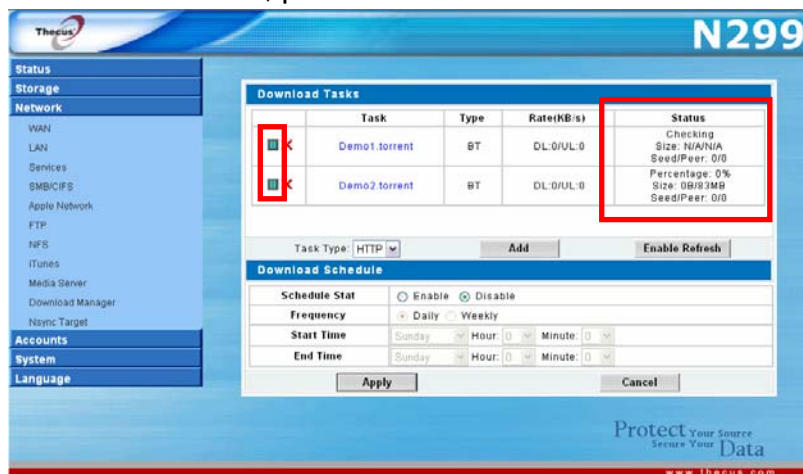 Thecus
N299
Status
Storage
Network
WAN
LAN
Services
SMB/CIFS
Apple Network
FTP
NFS
iTunes
Media Server
Download Manager
Nsync Target
Accounts
System
Language
Download Tasks
Task Type Rate(KB/s) Status
Demo1.torrent BT DL:0/UL:0 Checking
Size: N/A/N/A
Seed/Peer: 0/0
Demo2.torrent BT DL:0/UL:0 Percentage: 0%
Size: 0B/83MB
Seed/Peer: 0/0
Task Type: HTTP Add Enable Refresh
Download Schedule
Schedule Stat Enable Disable
Frequency Daily Weekly
Start Time Sunday Hour: 0 Minute: 0
End Time Sunday Hour: 0 Minute: 0
Apply Cancel
Protect Your Source
Secure Your Data
www.thecus.com